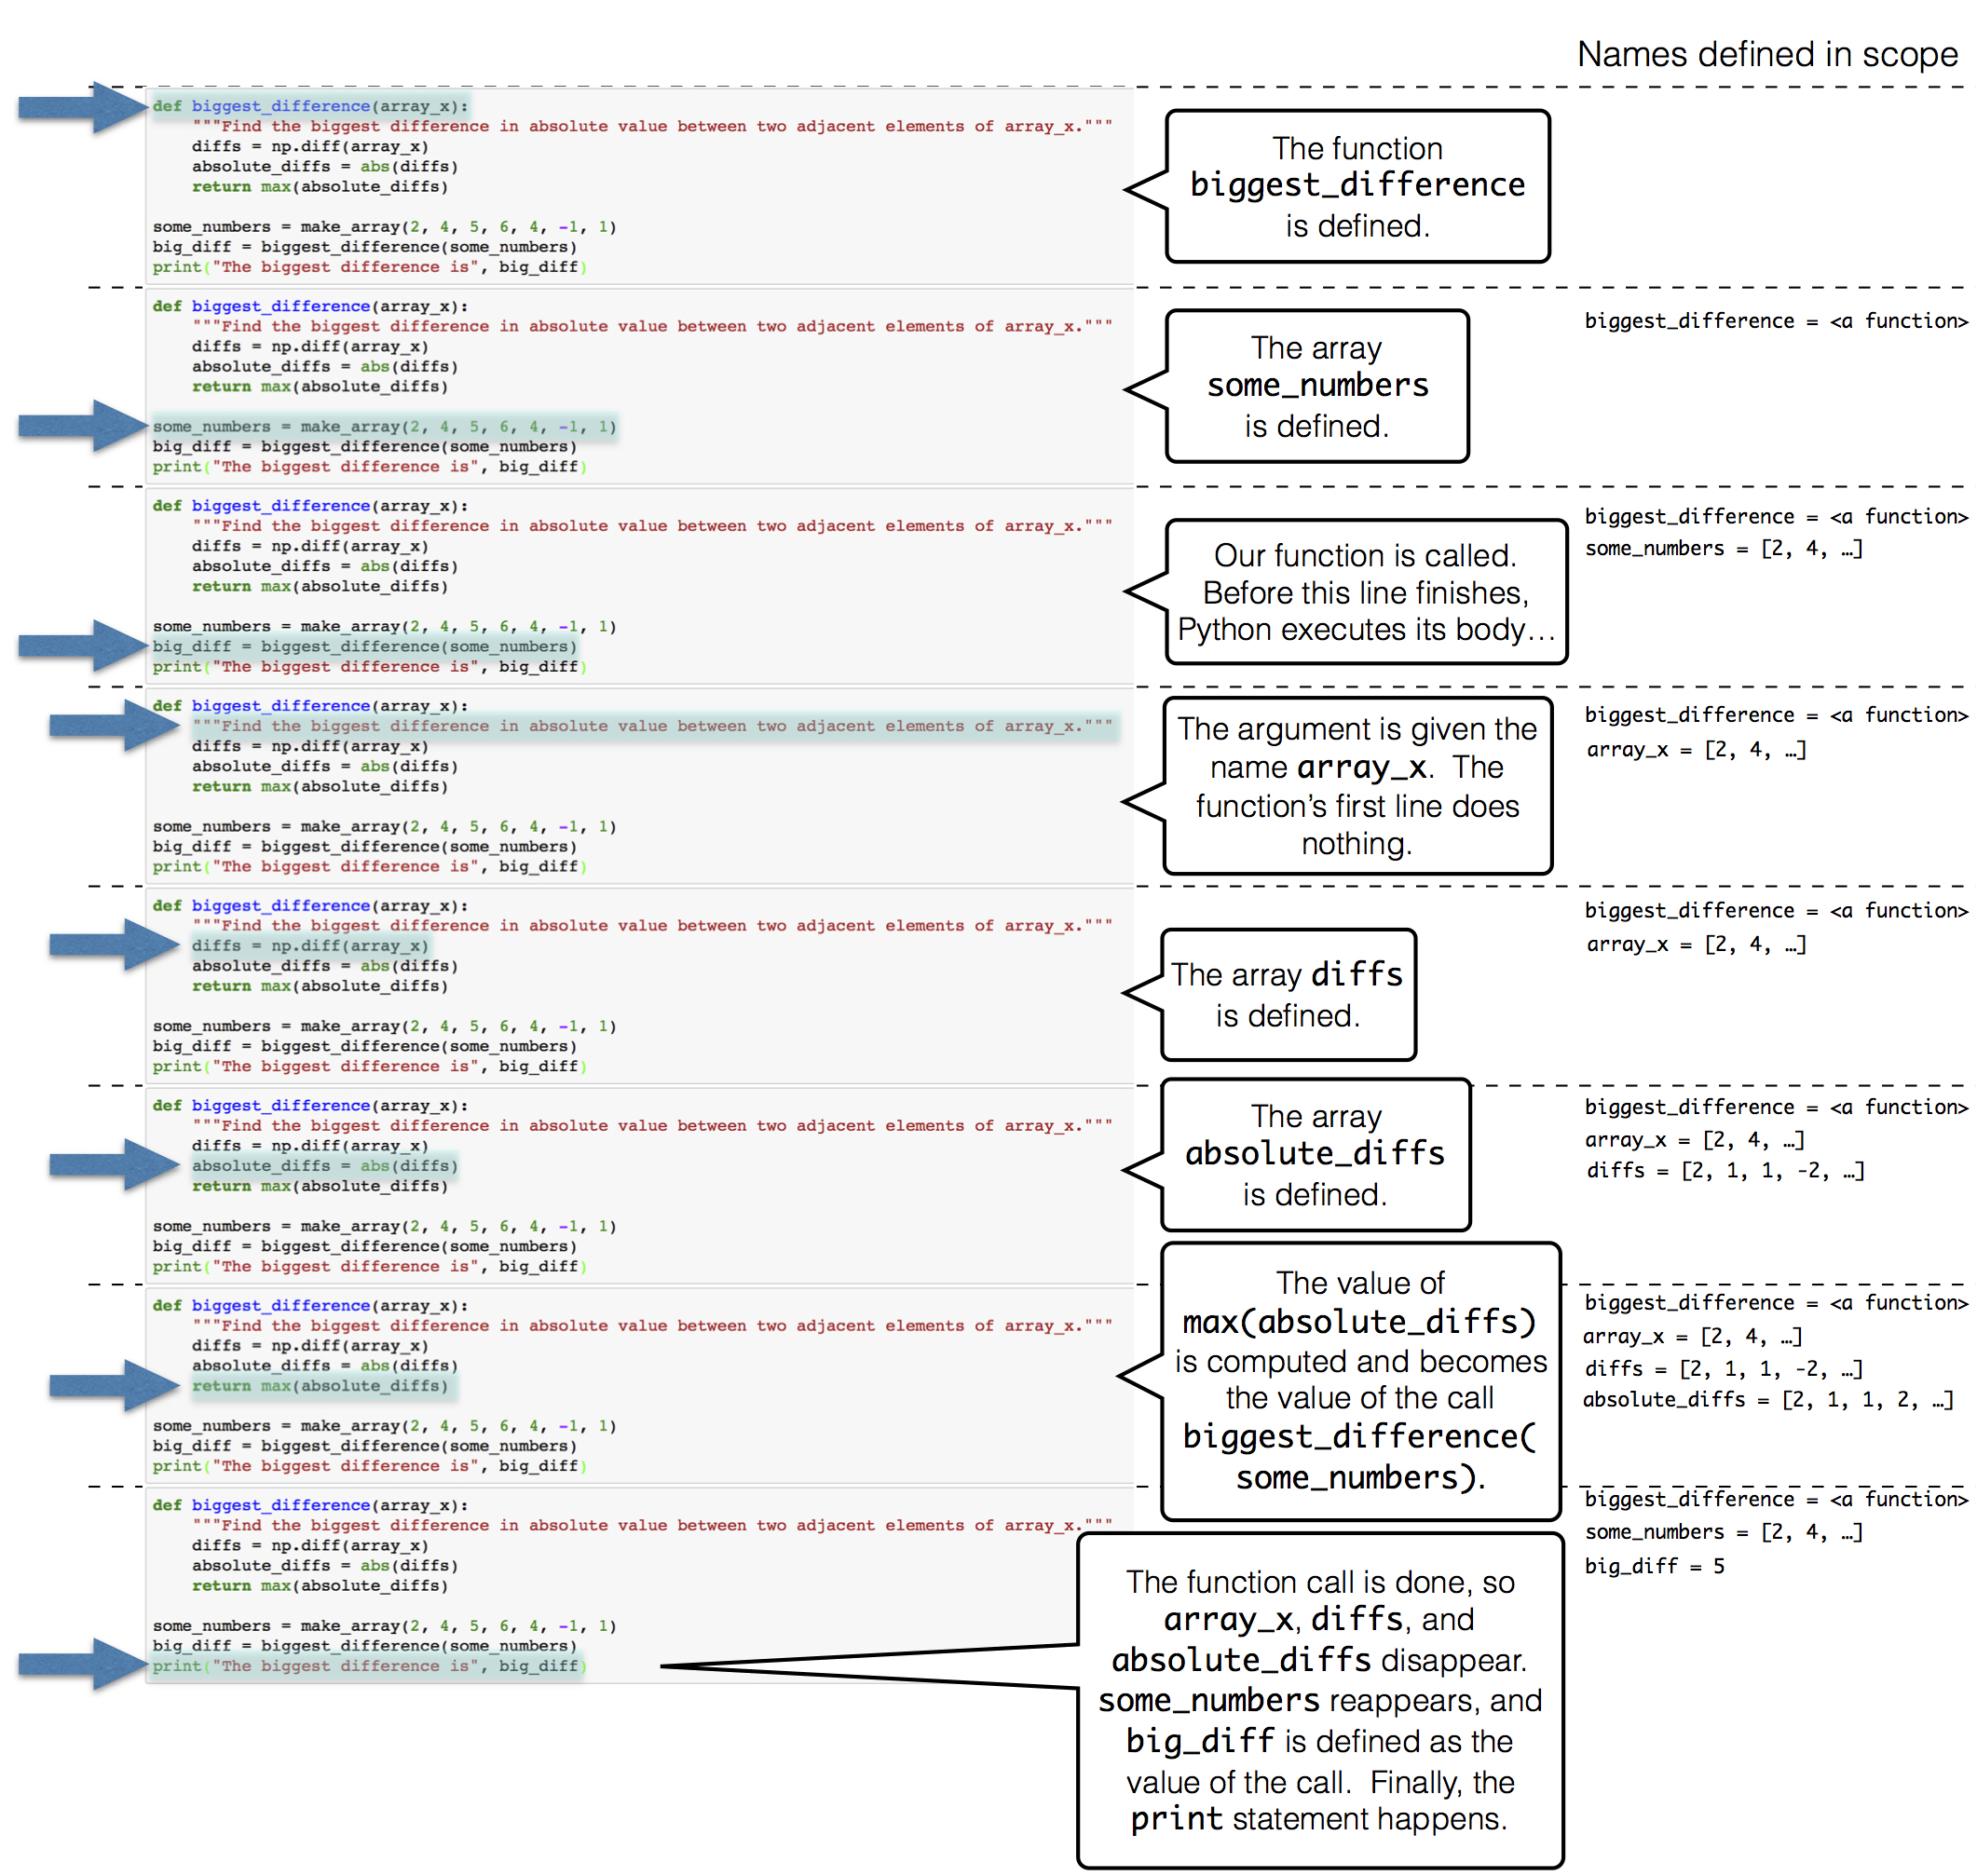 Names defined in scope
def biggest_difference(array_x):
"""Find the biggest difference in absolute value between two adjacent elements of array_x."""
diffs = np.diff(array_x)
absolute_diffs = abs(diffs)
return max(absolute_diffs)
some_numbers = make_array(2, 4, 5, 6, 4, -1, 1)
big_diff = biggest_difference(some_numbers)
print("The biggest difference is", big_diff)
The function
biggest_difference
is defined.
def biggest_difference(array_x):
"""Find the biggest difference in absolute value between two adjacent elements of array_x."""
diffs = np.diff(array_x)
absolute_diffs = abs(diffs)
return max(absolute_diffs)
some_numbers = make_array(2, 4, 5, 6, 4, -1, 1)
big_diff = biggest_difference(some_numbers)
print("The biggest difference is", big_diff)
The array
some_numbers
is defined.
biggest_difference = <a function>
def biggest_difference(array_x):
"""Find the biggest difference in absolute value between two adjacent elements of array_x."""
diffs = np.diff(array_x)
absolute_diffs = abs(diffs)
return max(absolute_diffs)
some_numbers = make_array(2, 4, 5, 6, 4, -1, 1)
big_diff = biggest_difference(some_numbers)
print("The biggest difference is", big_diff)
Our function is called.
Before this line finishes,
Python executes its body…
biggest_difference = <a function>
some_numbers = [2, 4, …]
def biggest_difference(array_x):
"""Find the biggest difference in absolute value between two adjacent elements of array_x."""
diffs = np.diff(array_x)
absolute_diffs = abs(diffs)
return max(absolute_diffs)
some_numbers = make_array(2, 4, 5, 6, 4, -1, 1)
big_diff = biggest_difference(some_numbers)
print("The biggest difference is", big_diff)
The argument is given the
name array_x. The
function’s first line does
nothing.
biggest_difference = <a function>
array_x = [2, 4, …]
def biggest_difference(array_x):
"""Find the biggest difference in absolute value between two adjacent elements of array_x."""
diffs = np.diff(array_x)
absolute_diffs = abs(diffs)
return max(absolute_diffs)
some_numbers = make_array(2, 4, 5, 6, 4, -1, 1)
big_diff = biggest_difference(some_numbers)
print("The biggest difference is", big_diff)
The array diffs
is defined.
biggest_difference = <a function>
array_x = [2, 4, …]
def biggest_difference(array_x):
"""Find the biggest difference in absolute value between two adjacent elements of array_x."""
diffs = np.diff(array_x)
absolute_diffs = abs(diffs)
return max(absolute_diffs)
some_numbers = make_array(2, 4, 5, 6, 4, -1, 1)
big_diff = biggest_difference(some_numbers)
print("The biggest difference is", big_diff)
The array
absolute_diffs
is defined.
biggest_difference = <a function>
array_x = [2, 4, …]
diffs = [2, 1, 1, -2, …]
def biggest_difference(array_x):
"""Find the biggest difference in absolute value between two adjacent elements of array_x."""
diffs = np.diff(array_x)
absolute_diffs = abs(diffs)
return max(absolute_diffs)
some_numbers = make_array(2, 4, 5, 6, 4, -1, 1)
big_diff = biggest_difference(some_numbers)
print("The biggest difference is", big_diff)
The value of
max(absolute_diffs)
is computed and becomes
the value of the call
biggest_difference(
some_numbers).
biggest_difference = <a function>
array_x = [2, 4, …]
diffs = [2, 1, 1, -2, …]
absolute_diffs = [2, 1, 1, 2, …]
def biggest_difference(array_x):
"""Find the biggest difference in absolute value between two adjacent elements of array_x."""
diffs = np.diff(array_x)
absolute_diffs = abs(diffs)
return max(absolute_diffs)
some_numbers = make_array(2, 4, 5, 6, 4, -1, 1)
big_diff = biggest_difference(some_numbers)
print("The biggest difference is", big_diff)
The function call is done, so
array_x, diffs, and
absolute_diffs disappear.
some_numbers reappears, and
big_diff is defined as the
value of the call. Finally, the
print statement happens.
biggest_difference = <a function>
some_numbers = [2, 4, …]
big_diff = 5